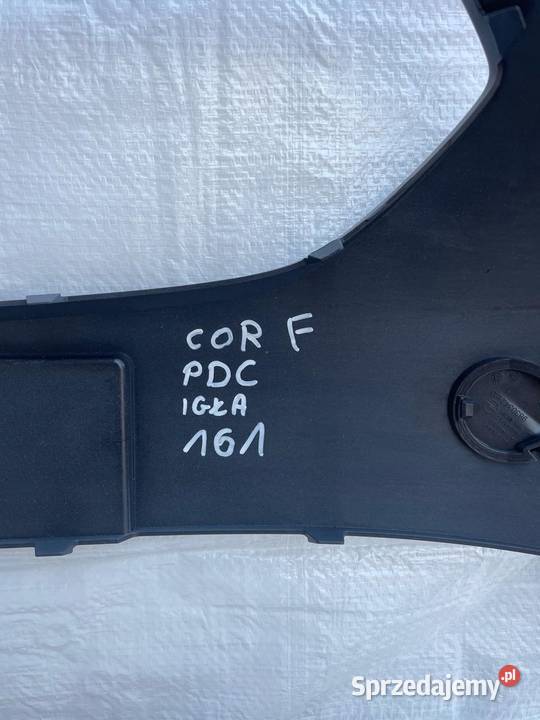 COR F
PDC
IGŁA
161
Sprzedajemy.pl